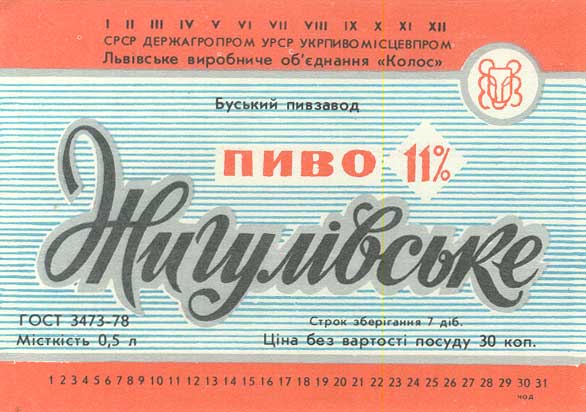 I II III IV V VI VII VIII IX X XI XII
СРСР ДЕРЖАГРОПРОМ УРСР УКРПИВОМІСЦЕВПРОМ
Львівське виробниче об'єднання «Колос»
Буський пивзавод
ПИВО 11%
Жигулівське
ГОСТ 3473-78
Строк зберігання 7 діб.
Місткість 0,5 л
Ціна без вартості посуду 30 коп.
1 2 3 4 5 6 7 8 9 10 11 12 13 14 15 16 17 18 19 20 21 22 23 24 25 26 27 28 29 30 31
ЧОД